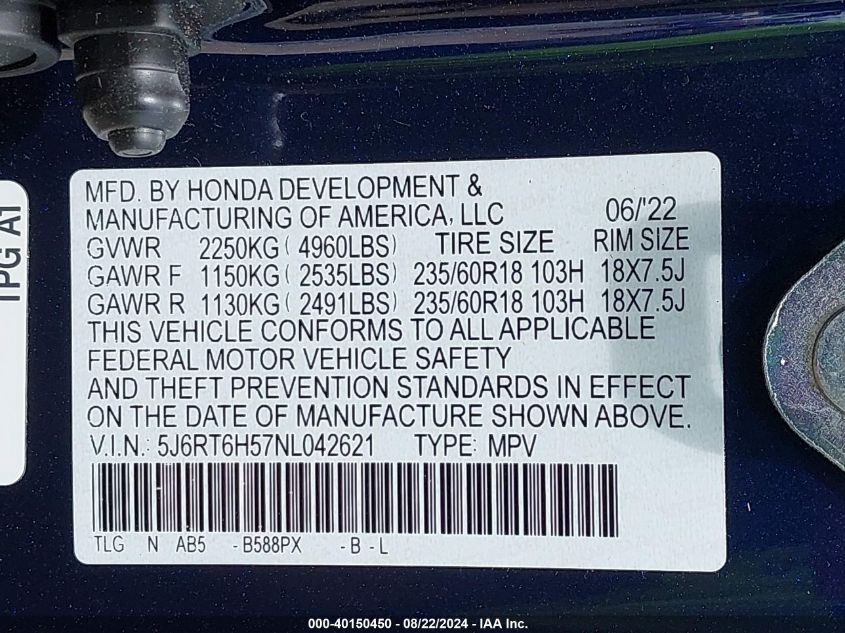 MFD. BY HONDA DEVELOPMENT &
MANUFACTURING OF AMERICA, LLC 06/'22
GVWR 2250KG ( 4960LBS) TIRE SIZE RIM SIZE
GAWR F 1150KG ( 2535LBS) 235/60R18 103H 18X7.5J
GAWR R 1130KG ( 2491LBS) 235/60R18 103H 18X7.5J
THIS VEHICLE CONFORMS TO ALL APPLICABLE
FEDERAL MOTOR VEHICLE SAFETY
AND THEFT PREVENTION STANDARDS IN EFFECT
ON THE DATE OF MANUFACTURE SHOWN ABOVE.
V.I.N.: 5J6RT6H57NL042621 TYPE: MPV
TLG N AB5 -B588PX -B -L
TPG A1
000-40150450 - 08/22/2024 - IAA Inc.